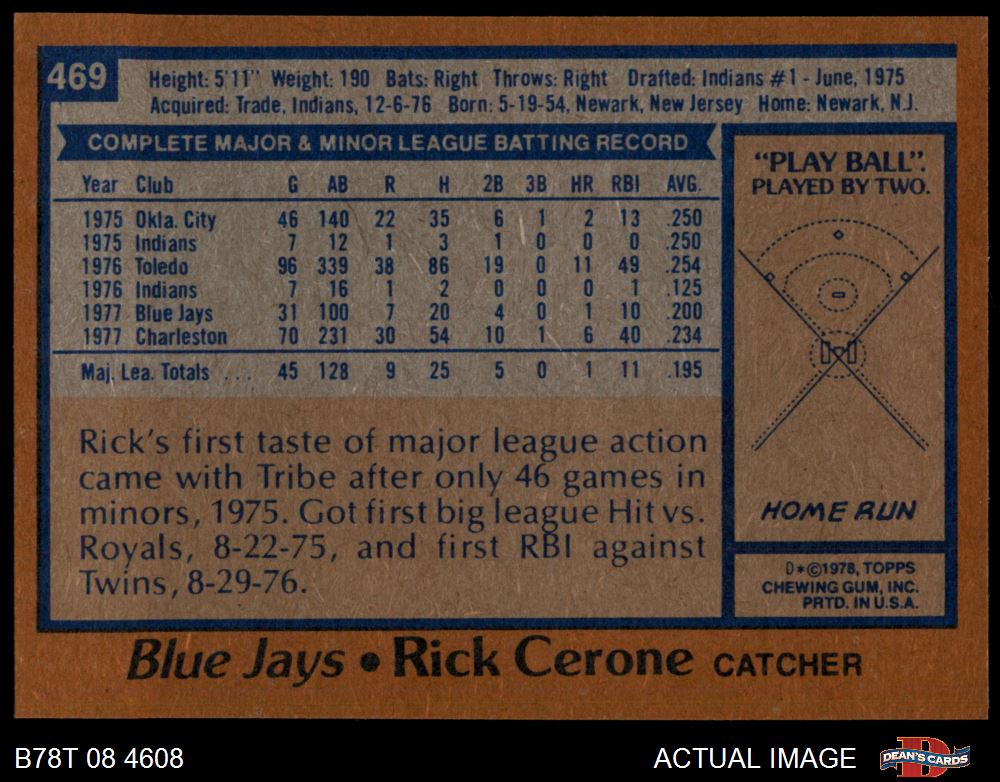 469
Height: 5'11" Weight: 190 Bats: Right Throws: Right Drafted: Indians #1 - June, 1975
Acquired: Trade, Indians, 12-6-76 Born: 5-19-54, Newark, New Jersey Home: Newark, N.J.
COMPLETE MAJOR & MINOR LEAGUE BATTING RECORD
Year Club G AB R H 2B 3B HR RBI AVG.
1975 Okla. City 46 140 22 35 6 1 2 13 .250
1975 Indians 7 12 1 3 1 0 0 0 .250
1976 Toledo 96 339 38 86 19 0 11 49 .254
1976 Indians 7 16 1 2 0 0 0 1 .125
1977 Blue Jays 31 100 7 20 4 0 1 10 .200
1977 Charleston 70 231 30 54 10 1 6 40 .234
Maj. Lea. Totals . . . 45 128 9 25 5 0 1 11 .195
Rick's first taste of major league action
came with Tribe after only 46 games in
minors, 1975. Got first big league Hit vs.
Royals, 8-22-75, and first RBI against
Twins, 8-29-76.
"PLAY BALL".
PLAYED BY TWO.
HOME RUN
D*©1978, TOPPS
CHEWING GUM, INC.
PRTD. IN U.S.A.
Blue Jays • Rick Cerone CATCHER
B78T 08 4608
ACTUAL IMAGE
DEAN'S CARDS